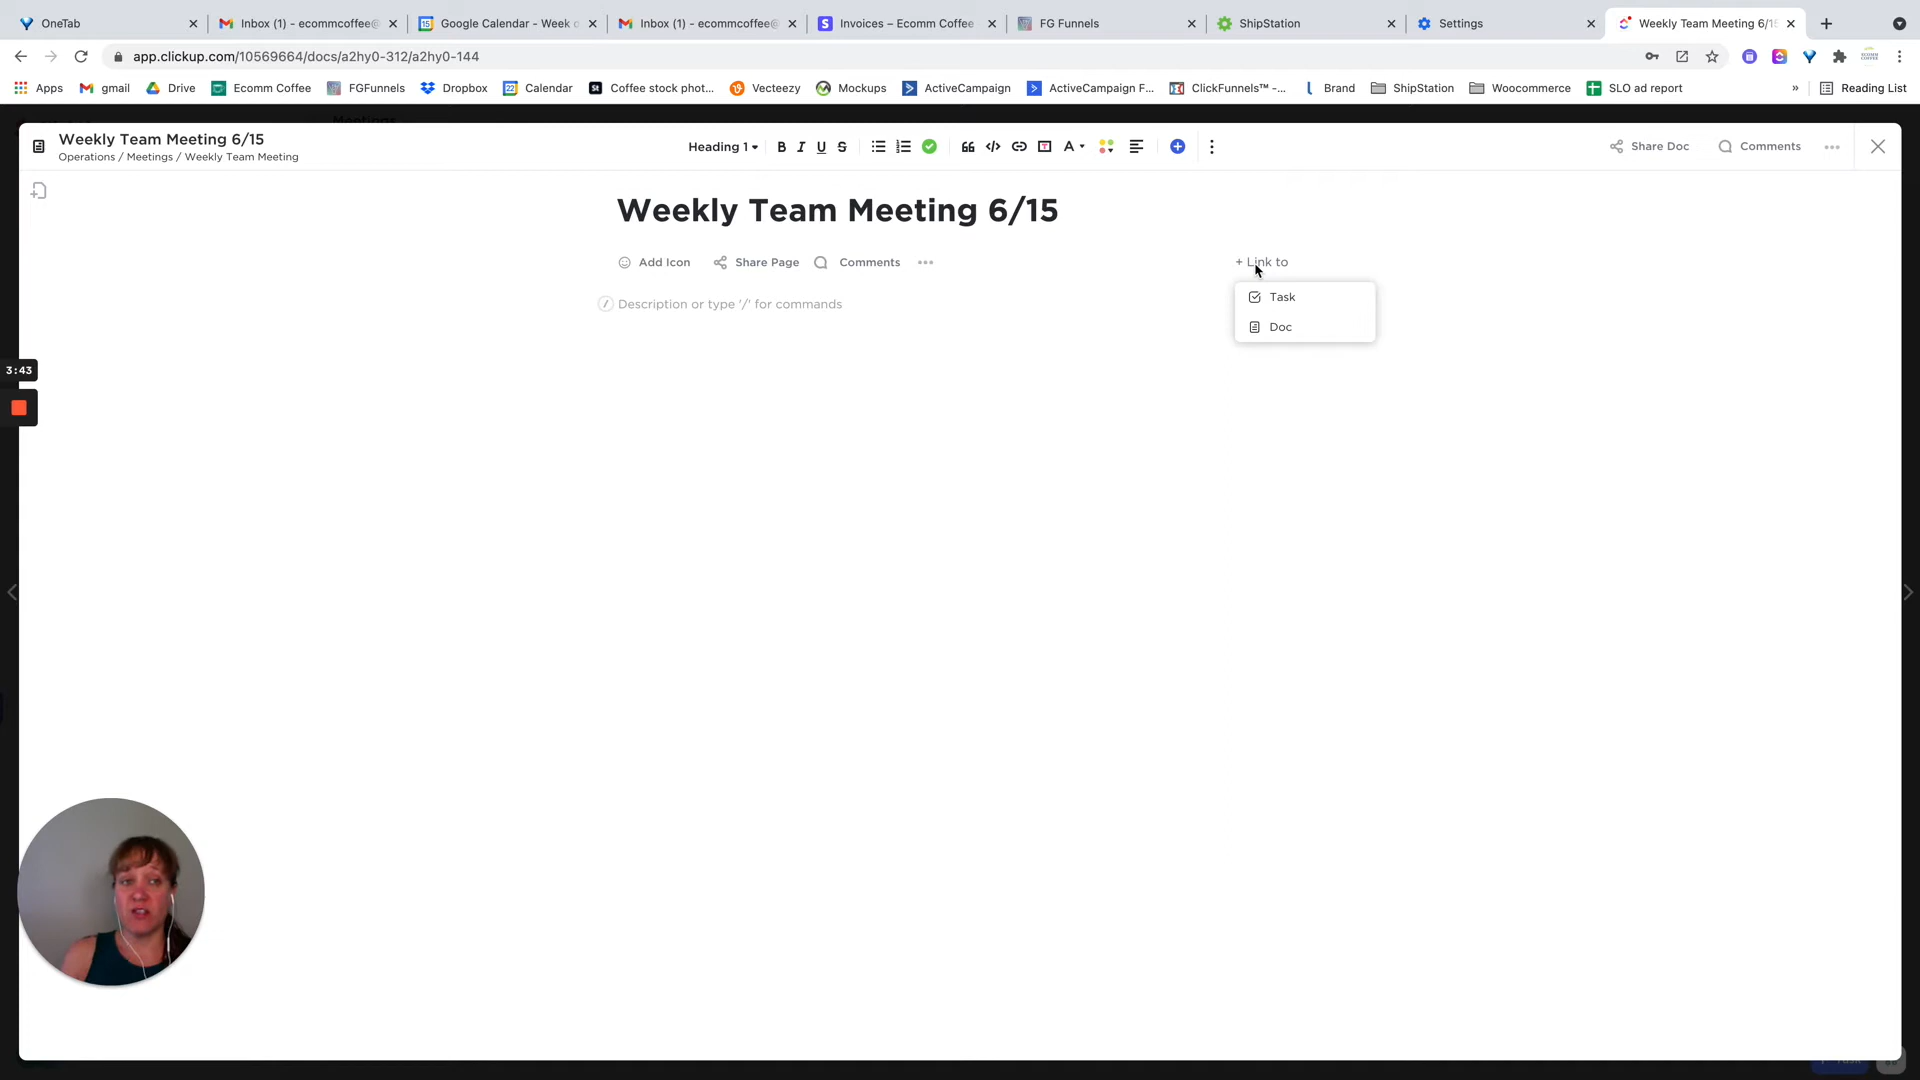 OneTab
Inbox (1) - ecommcoffee@
Google Calendar - Week o
Inbox (1) - ecommcoffee@
Invoices – Ecomm Coffee
FG Funnels
ShipStation
Settings
Weekly Team Meeting 6/15
app.clickup.com/10569664/docs/a2hy0-312/a2hy0-144
Apps
gmail
Drive
Ecomm Coffee
FGFunnels
Dropbox
Calendar
Coffee stock phot...
Vecteezy
Mockups
ActiveCampaign
ActiveCampaign F...
ClickFunnels™ -...
Brand
ShipStation
Woocommerce
SLO ad report
»
Reading List
Meetings
Weekly Team Meeting 6/15
Operations / Meetings / Weekly Team Meeting
Heading 1
B I U S
A
Share Doc
Comments
Weekly Team Meeting 6/15
Add Icon
Share Page
Comments
+ Link to
Description or type '/' for commands
Task
Doc
3:43